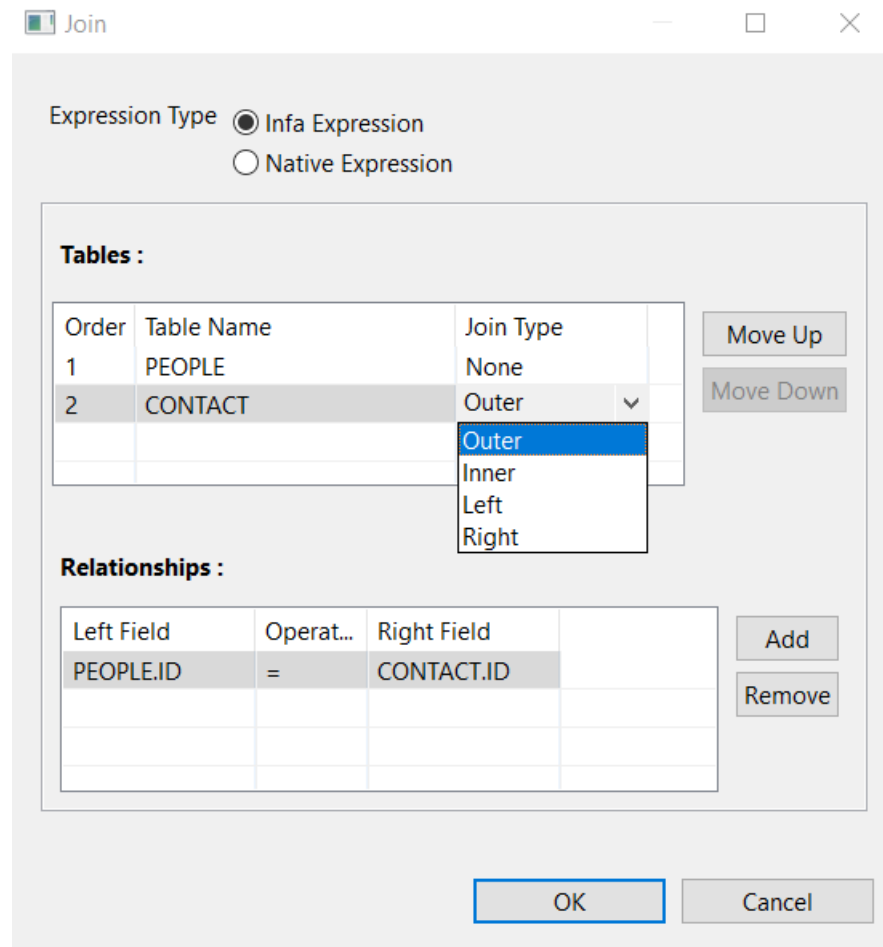 Join
Expression Type
Infa Expression
Native Expression
Tables :
Order Table Name Join Type
1 PEOPLE None
2 CONTACT Outer
Outer
Inner
Left
Right
Move Up
Move Down
Relationships :
Left Field Operat... Right Field
PEOPLE.ID = CONTACT.ID
Add
Remove
OK Cancel